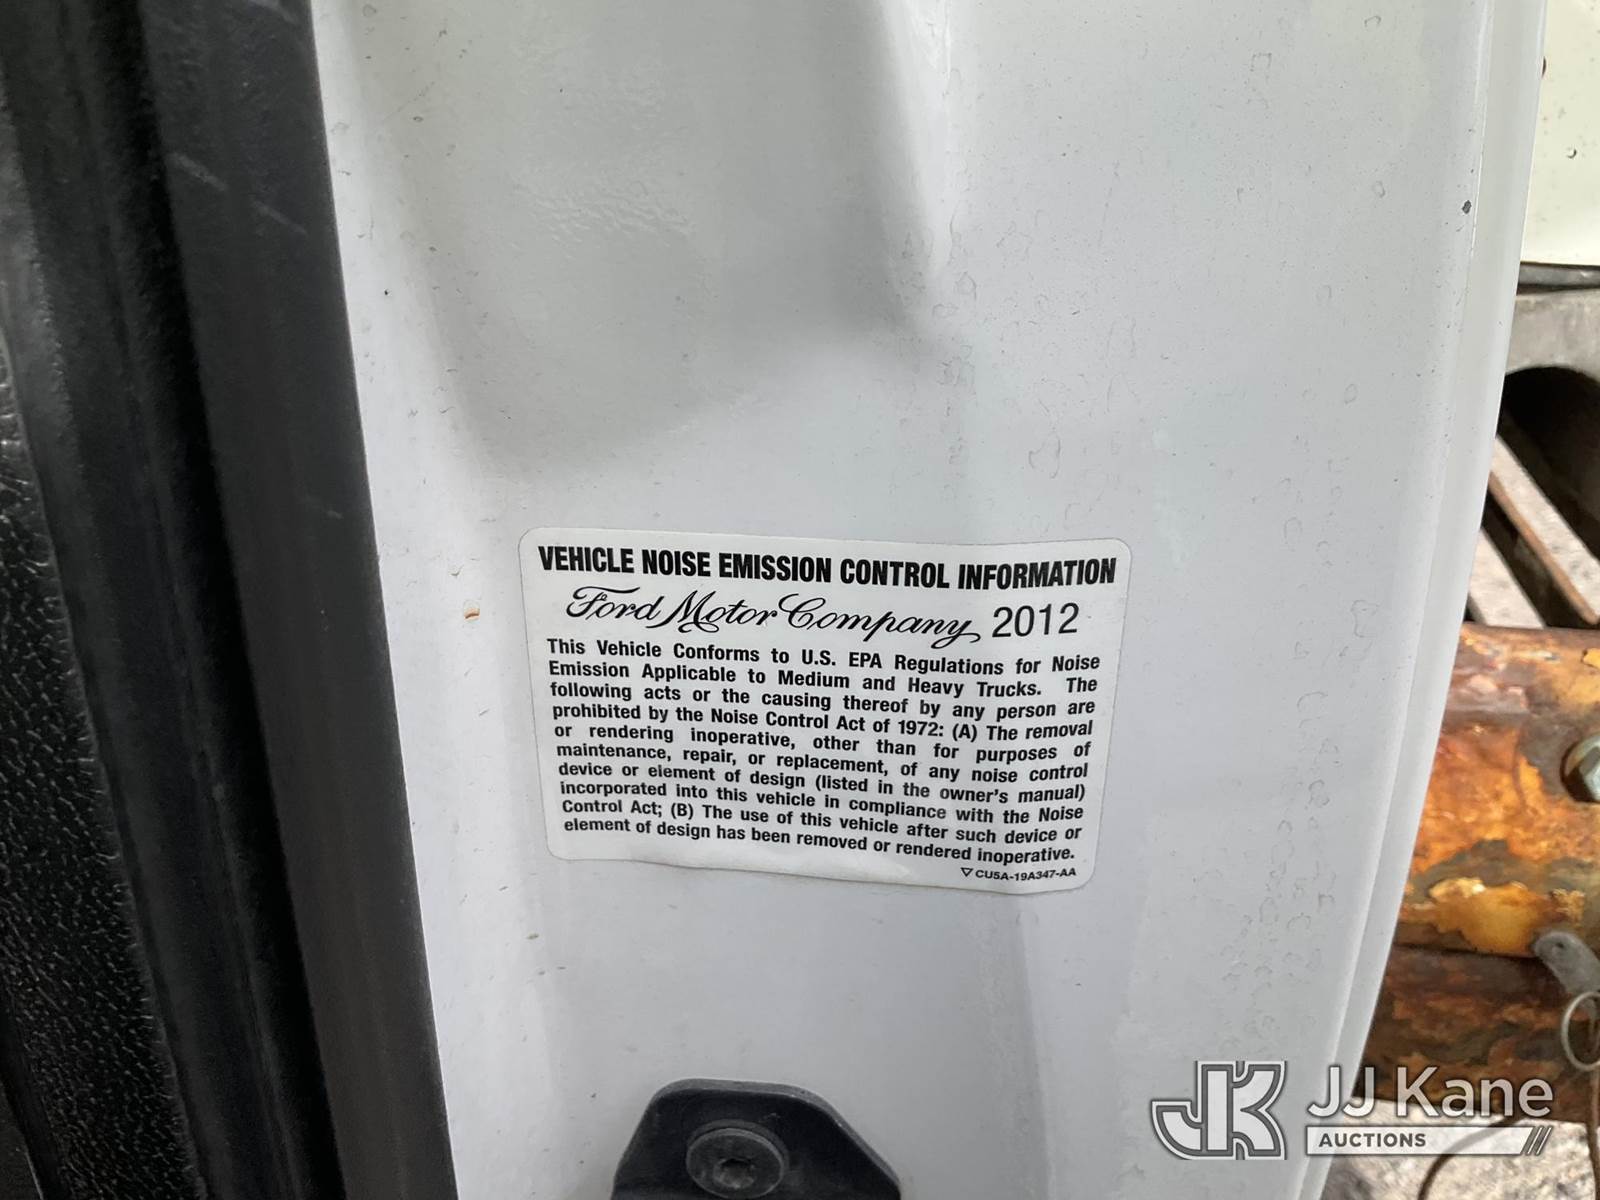 VEHICLE NOISE EMISSION CONTROL INFORMATION
Ford Motor Company 2012
This Vehicle Conforms to U.S. EPA Regulations for Noise
Emission Applicable to Medium and Heavy Trucks. The
following acts or the causing thereof by any person are
prohibited by the Noise Control Act of 1972: (A) The removal
or rendering inoperative, other than for purposes of
maintenance, repair, or replacement, of any noise control
device or element of design (listed in the owner's manual)
incorporated into this vehicle in compliance with the Noise
Control Act; (B) The use of this vehicle after such device or
element of design has been removed or rendered inoperative.
CU5A-19A347-AA
JK JJ Kane
AUCTIONS